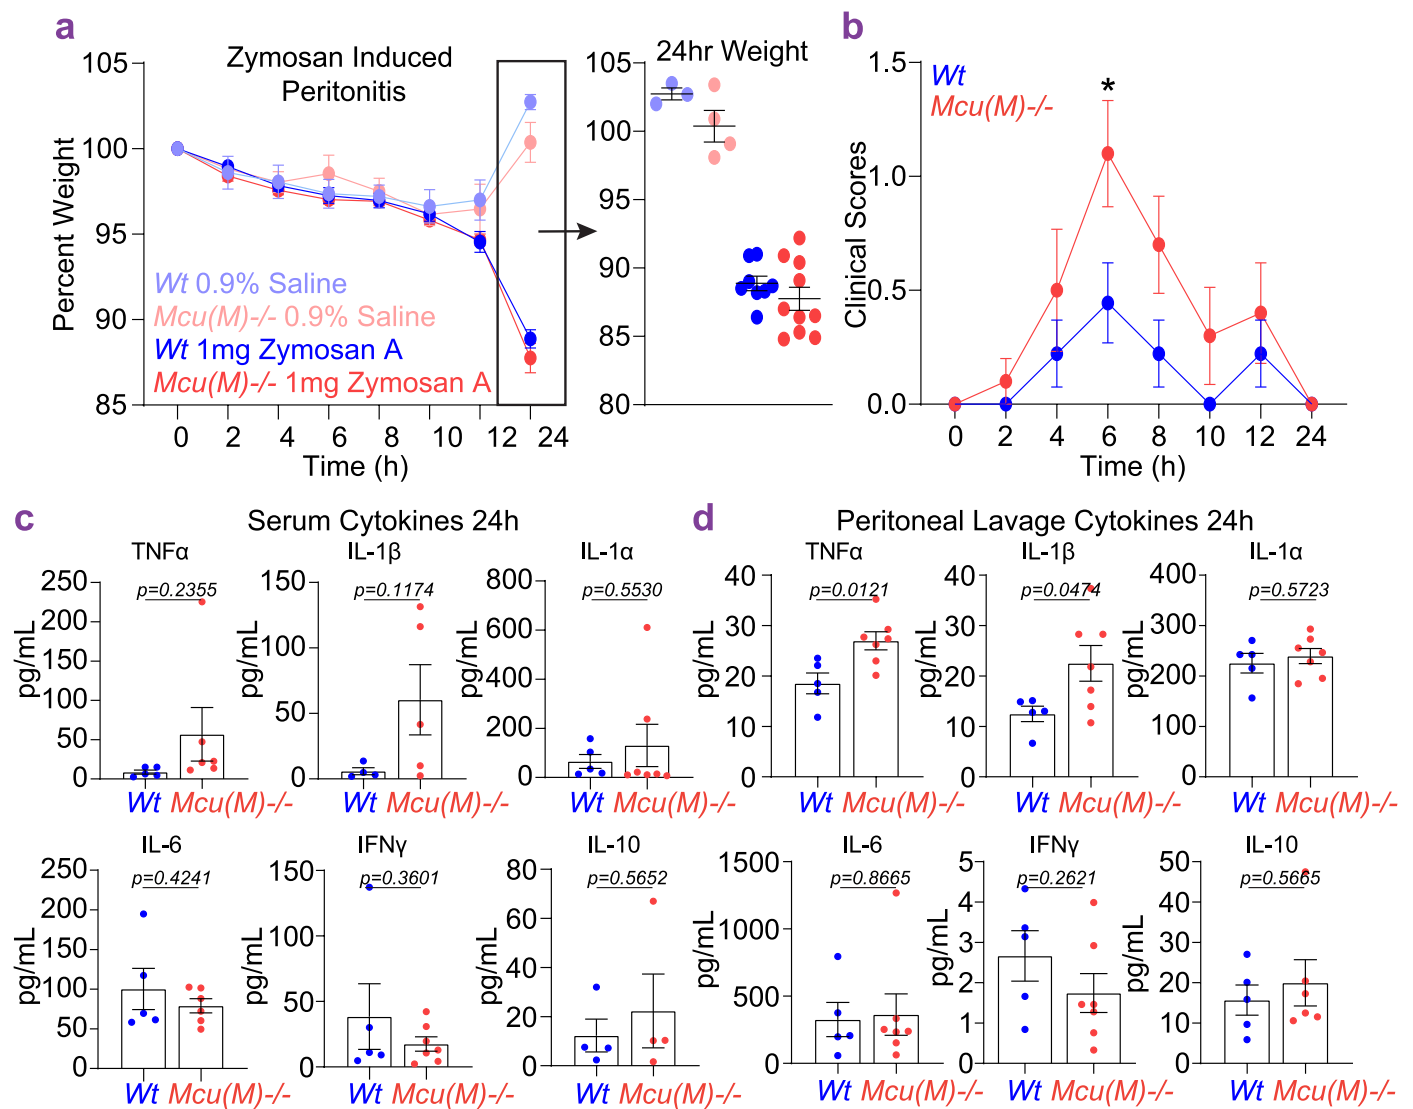 a
Zymosan Induced
Peritonitis
105
100
95
90
85
Percent Weight
Wt 0.9% Saline
Mcu(M)-/- 0.9% Saline
Wt 1mg Zymosan A
Mcu(M)-/- 1mg Zymosan A
0 2 4 6 8 10 12 24
Time (h)
24hr Weight
105
100
95
90
85
80
b
Wt
Mcu(M)-/-
*
1.5
1.0
0.5
0.0
Clinical Scores
0 2 4 6 8 10 12 24
Time (h)
c
Serum Cytokines 24h
TNFα
p=0.2355
250
200
150
100
50
0
pg/mL
Wt Mcu(M)-/-
IL-1β
p=0.1174
150
100
50
0
pg/mL
Wt Mcu(M)-/-
IL-1α
p=0.5530
800
600
400
200
0
pg/mL
Wt Mcu(M)-/-
IL-6
p=0.4241
250
200
150
100
50
0
pg/mL
Wt Mcu(M)-/-
IFNγ
p=0.3601
150
100
50
0
pg/mL
Wt Mcu(M)-/-
IL-10
p=0.5652
80
60
40
20
0
pg/mL
Wt Mcu(M)-/-
d
Peritoneal Lavage Cytokines 24h
TNFα
p=0.0121
40
30
20
10
0
pg/mL
Wt Mcu(M)-/-
IL-1β
p=0.0474
40
30
20
10
0
pg/mL
Wt Mcu(M)-/-
IL-1α
p=0.5723
400
300
200
100
0
pg/mL
Wt Mcu(M)-/-
IL-6
p=0.8665
1500
1000
500
0
pg/mL
Wt Mcu(M)-/-
IFNγ
p=0.2621
5
4
3
2
1
0
pg/mL
Wt Mcu(M)-/-
IL-10
p=0.5665
50
40
30
20
10
0
pg/mL
Wt Mcu(M)-/-